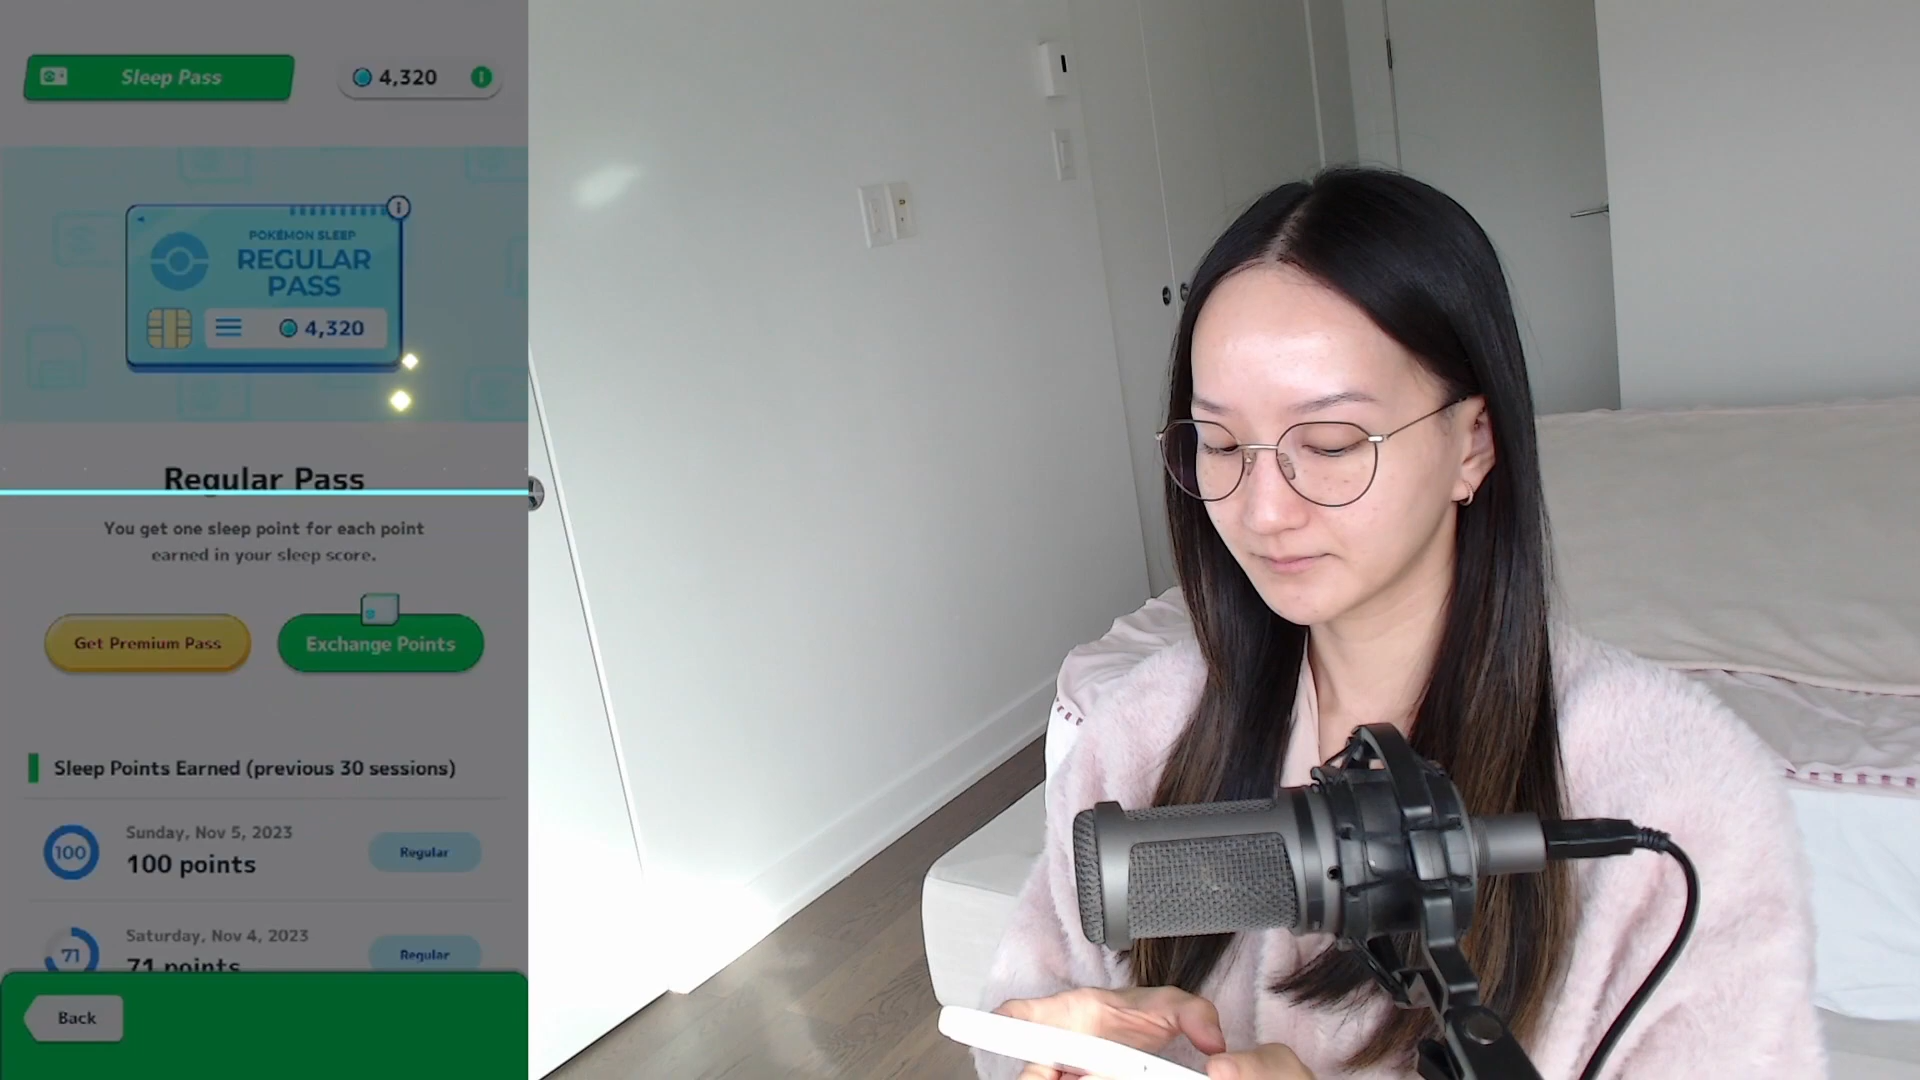 Sleep Pass
4,320
POKÉMON SLEEP
REGULAR
PASS
4,320
Regular Pass
You get one sleep point for each point
earned in your sleep score.
Get Premium Pass
Exchange Points
Sleep Points Earned (previous 30 sessions)
100
Sunday, Nov 5, 2023
100 points
Regular
71
Saturday, Nov 4, 2023
71 points
Regular
Back